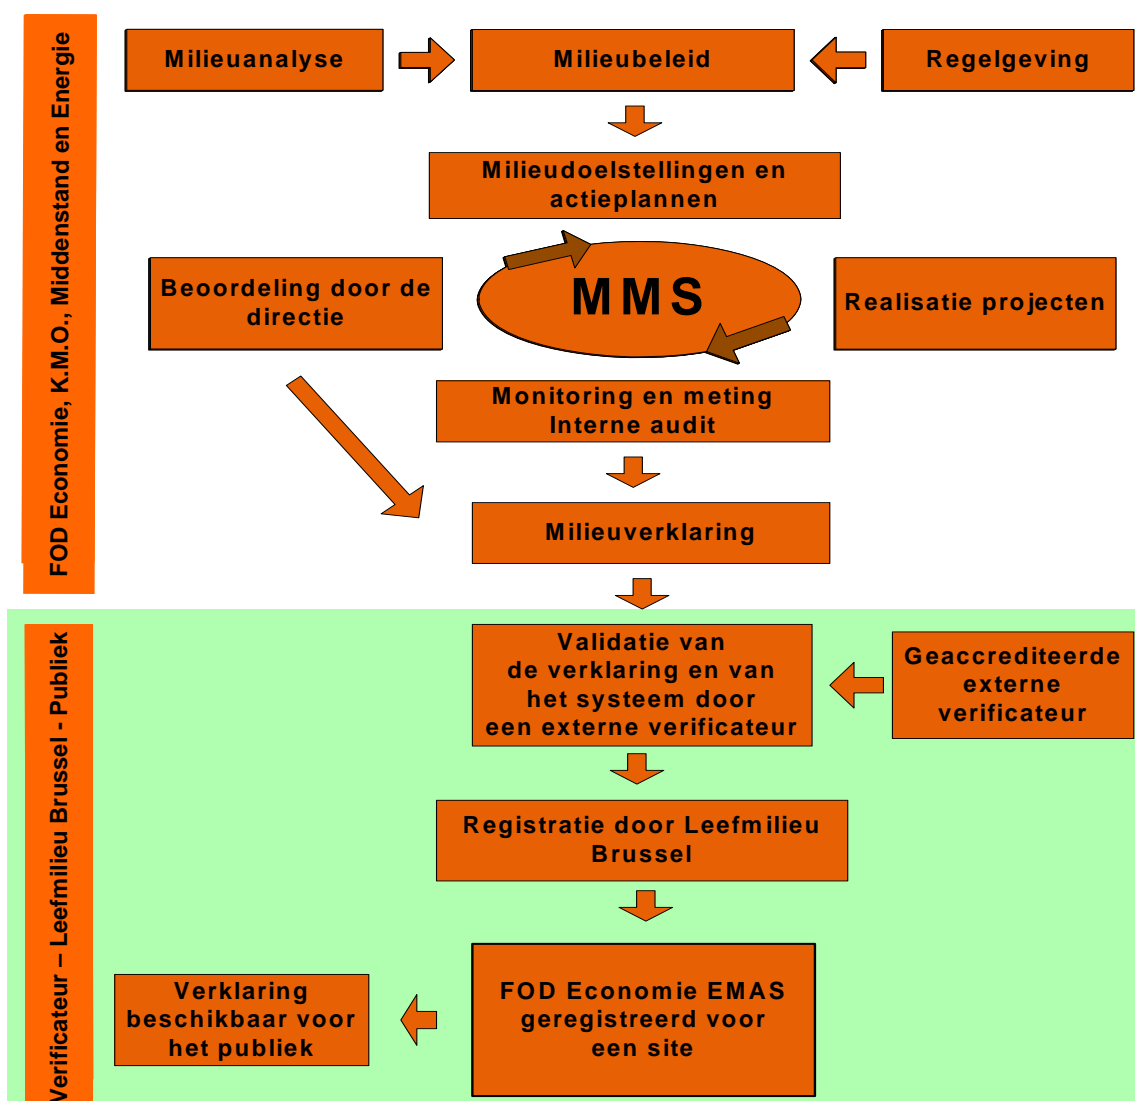 FOD Economie, K.M.O., Middenstand en Energie
Milieuanalyse
Milieubeleid
Regelgeving
Milieudoelstellingen en
actieplannen
Beoordeling door de
directie
MMS
Realisatie projecten
Monitoring en meting
Interne audit
Milieuverklaring
Verificateur – Leefmilieu Brussel - Publiek
Validatie van
de verklaring en van
het systeem door
een externe verificateur
Geaccrediteerde
externe
verificateur
Registratie door Leefmilieu
Brussel
FOD Economie EMAS
geregistreerd voor
een site
Verklaring
beschikbaar voor
het publiek